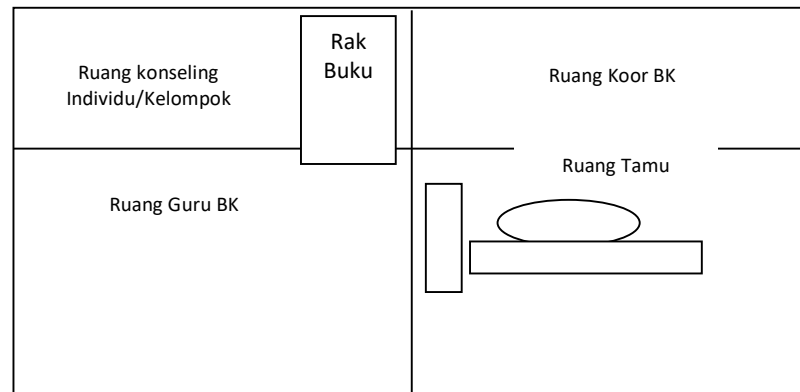 Ruang konseling
Individu/Kelompok
Rak
Buku
Ruang Koor BK
Ruang Guru BK
Ruang Tamu